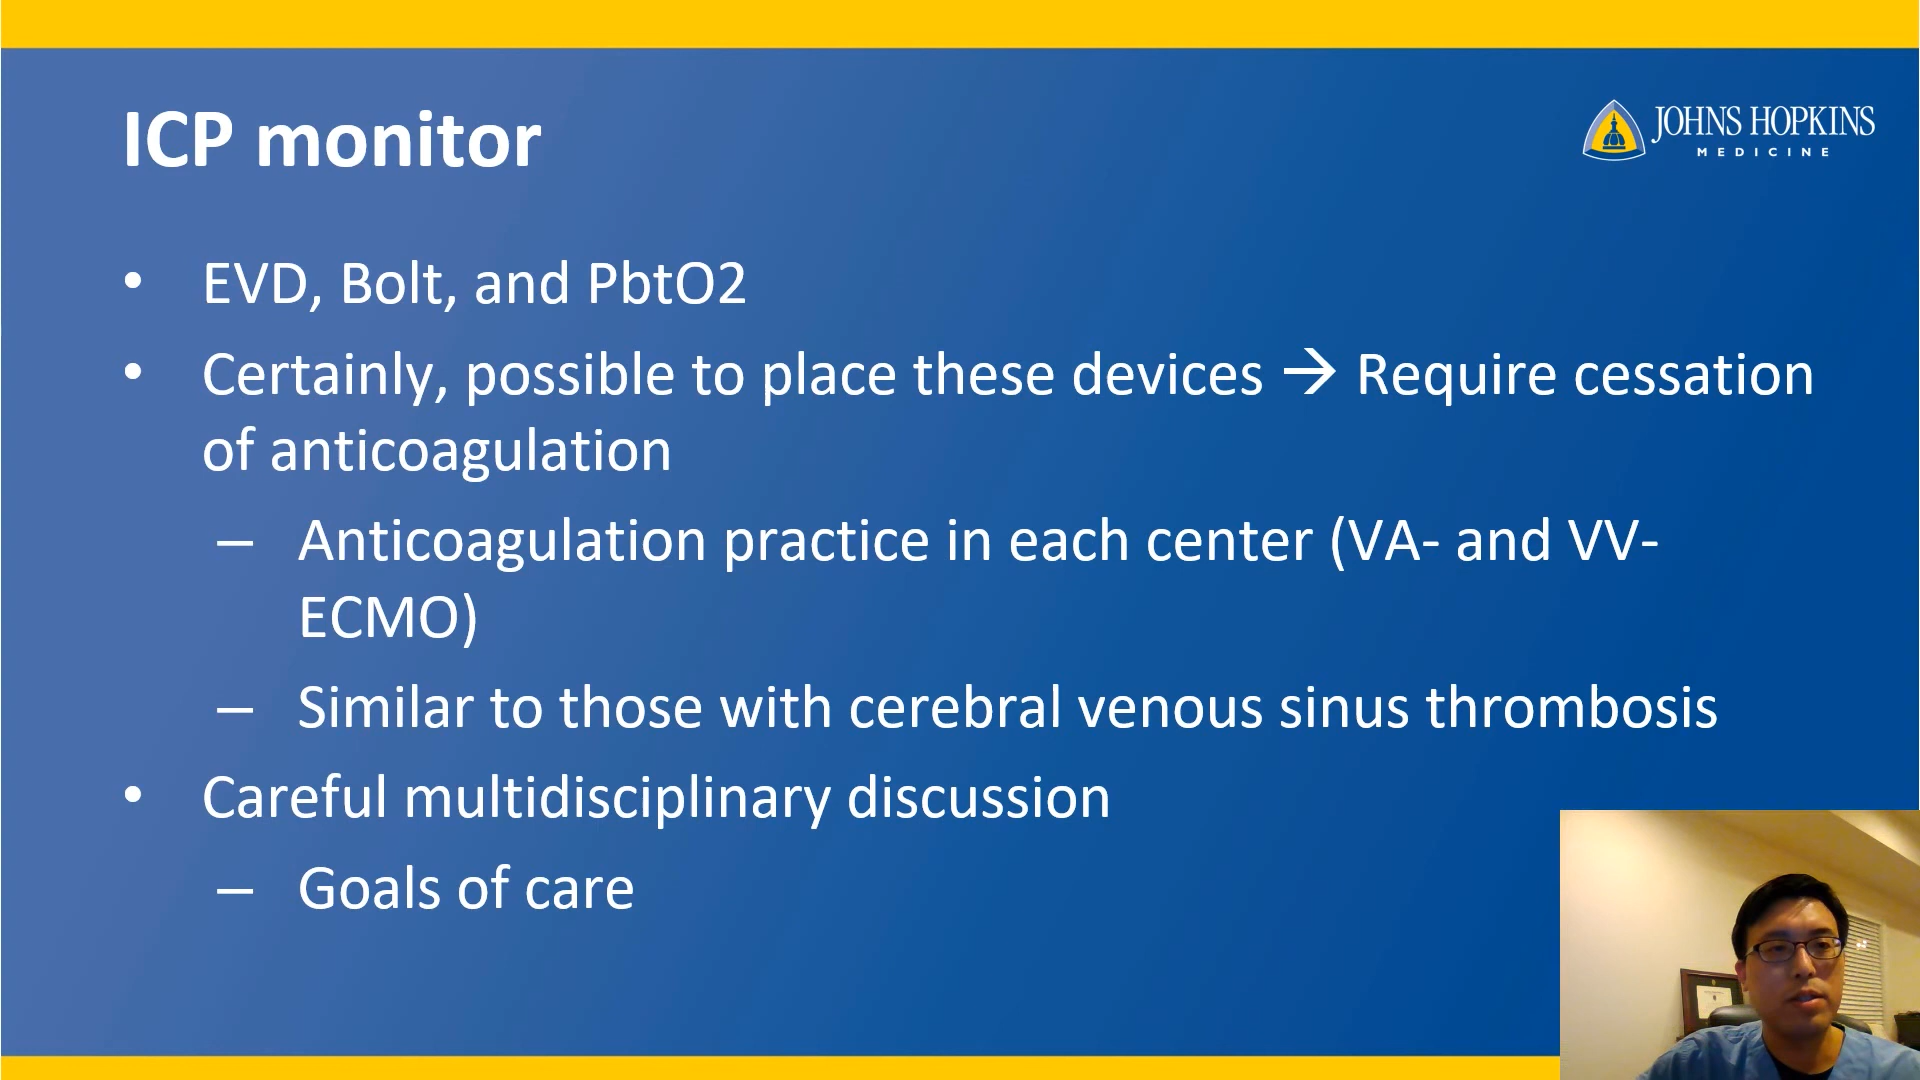 ICP monitor
JOHNS HOPKINS
MEDICINE
• EVD, Bolt, and PbtO2
• Certainly, possible to place these devices → Require cessation
of anticoagulation
– Anticoagulation practice in each center (VA- and VV-
ECMO)
– Similar to those with cerebral venous sinus thrombosis
• Careful multidisciplinary discussion
– Goals of care